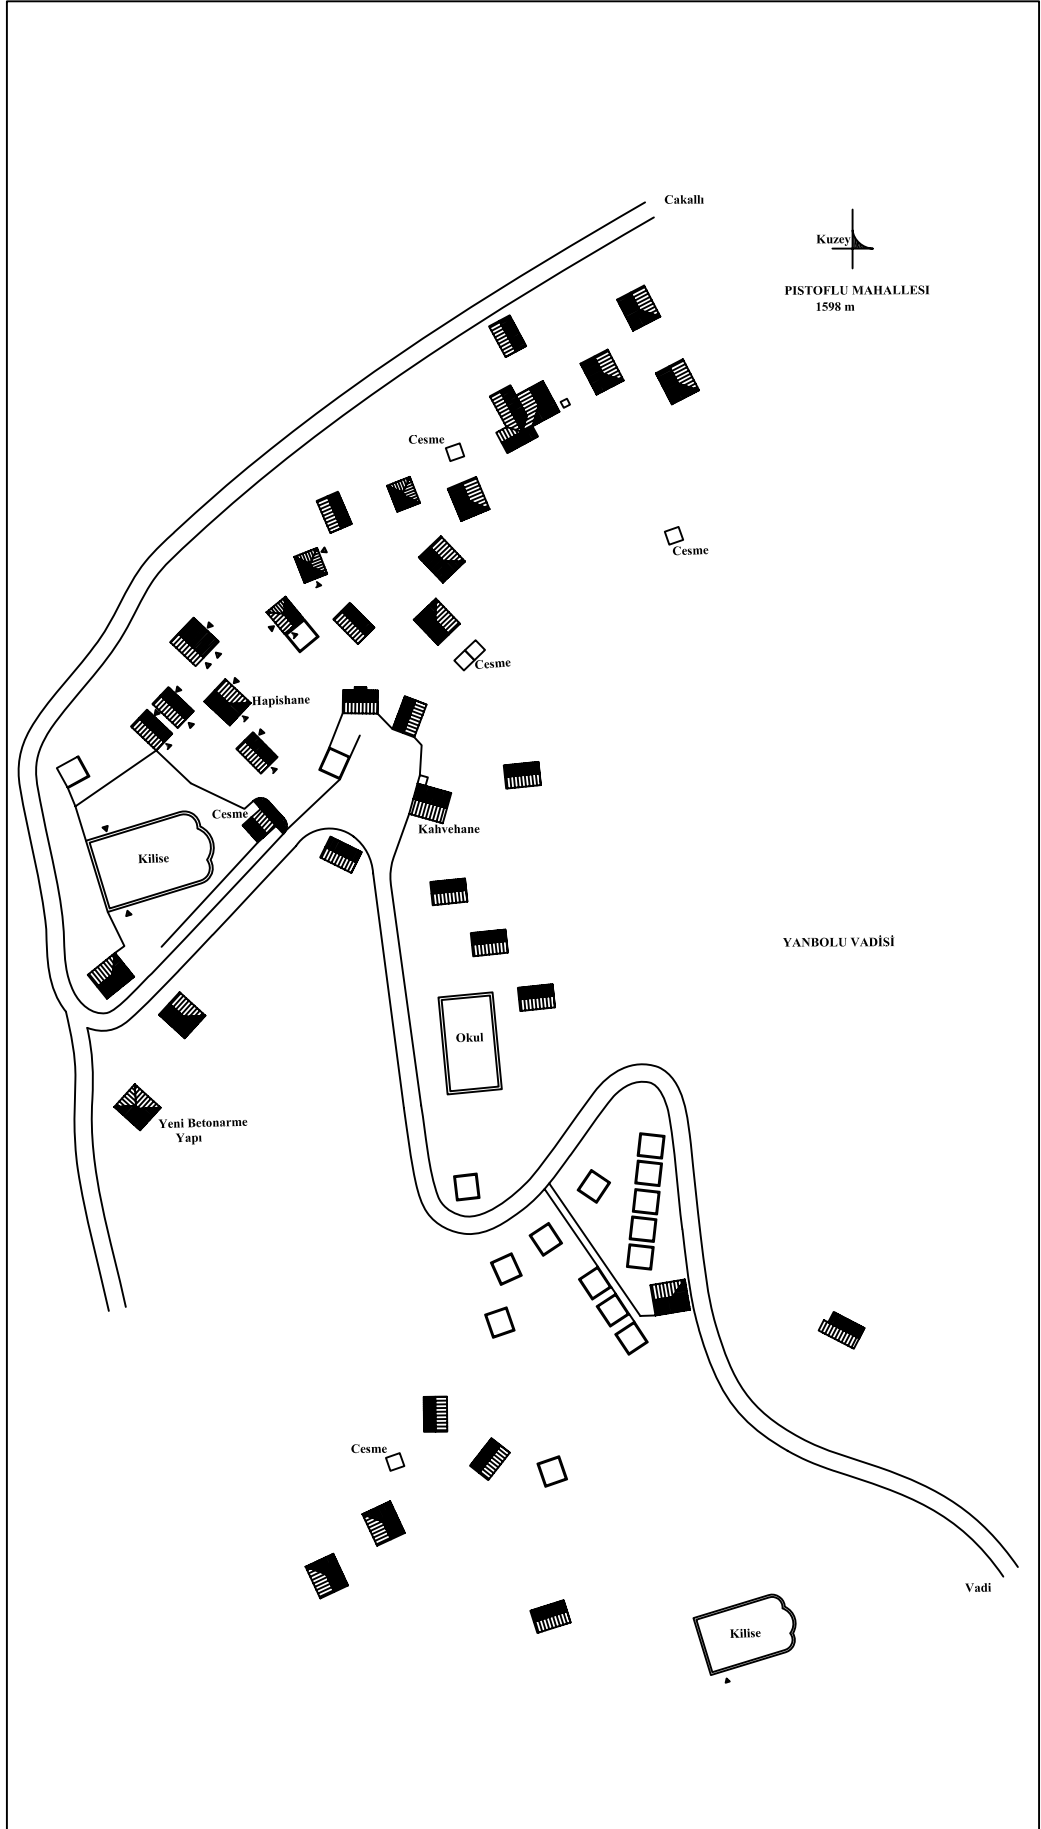 Cakallı
Kuzey
PISTOFLU MAHALLESI
1598 m
Cesme
Cesme
Cesme
Hapishane
Cesme
Kahvehane
Kilise
YANBOLU VADİSİ
Okul
Yeni Betonarme
Yapı
Cesme
Vadi
Kilise